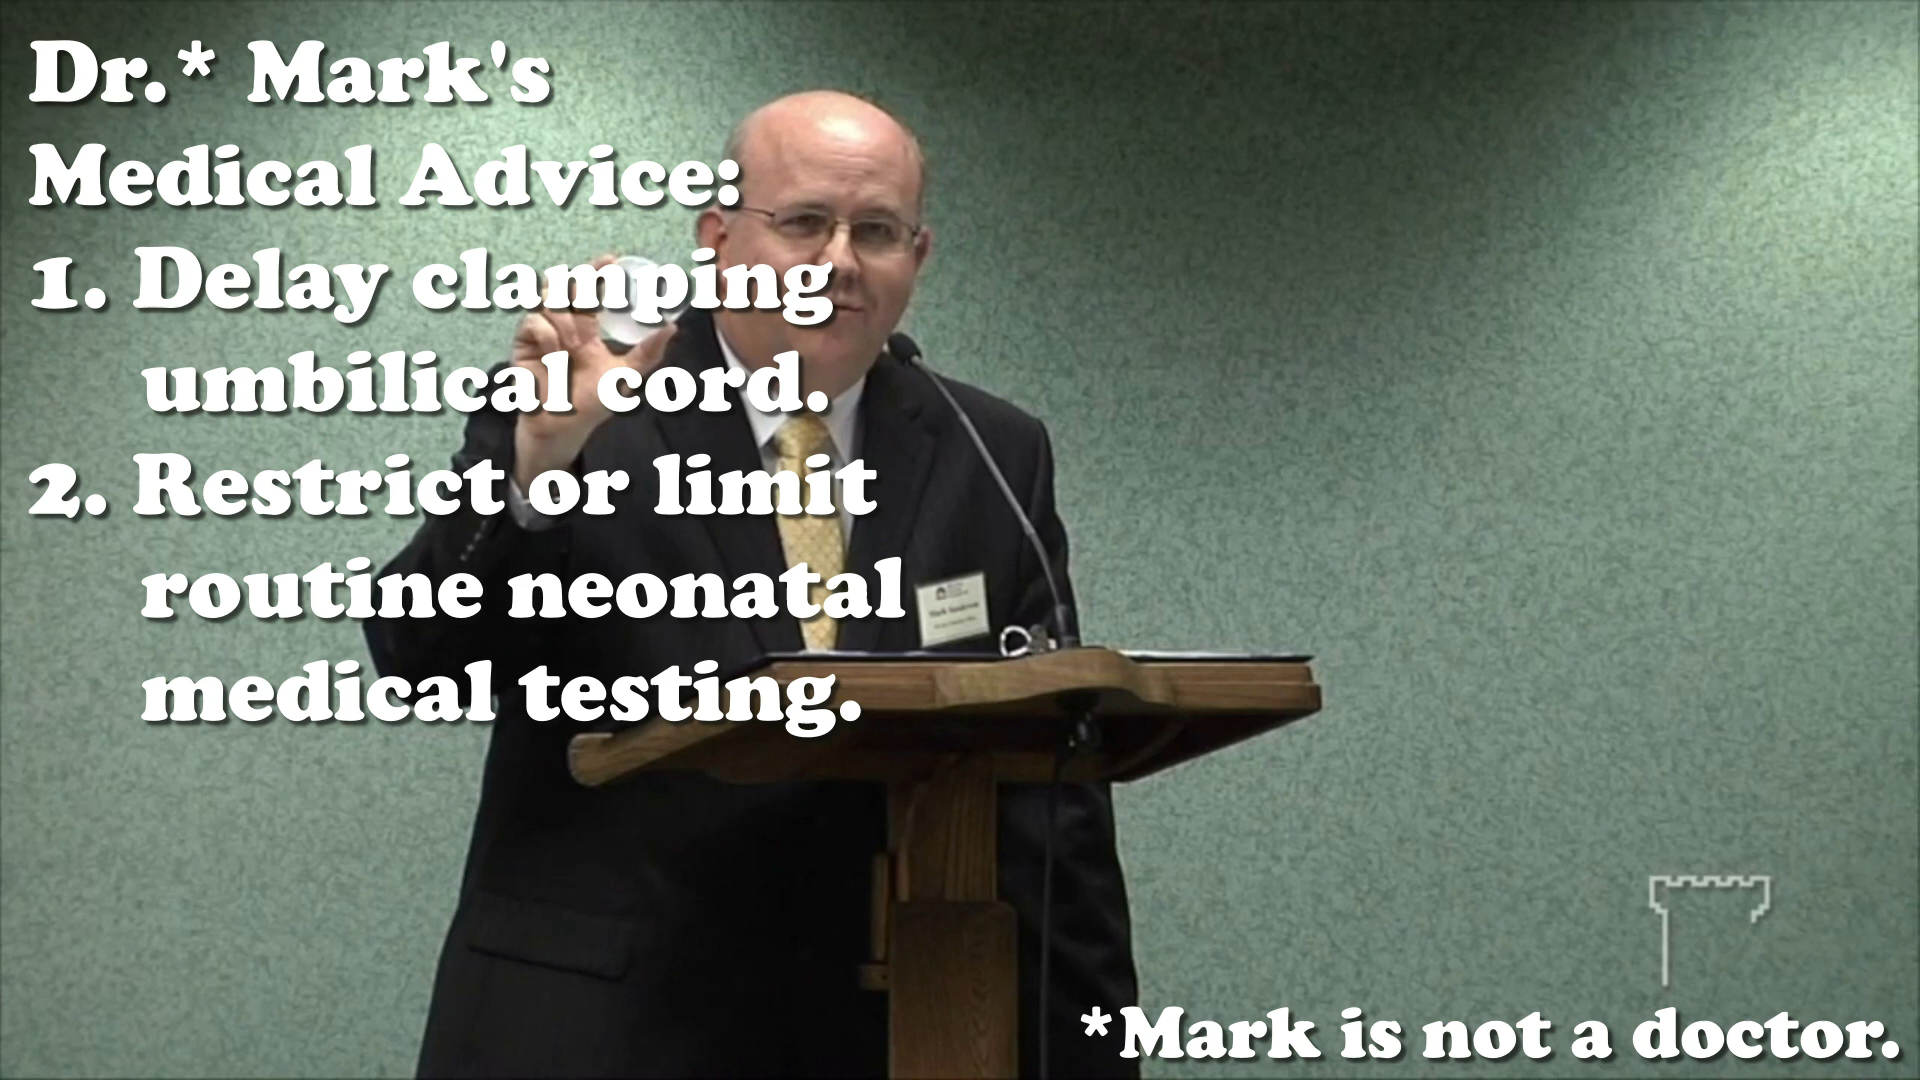 Dr.* Mark's
Medical Advice:
1. Delay clamping
umbilical cord.
2. Restrict or limit
routine neonatal
medical testing.
Mark
*Mark is not a doctor.